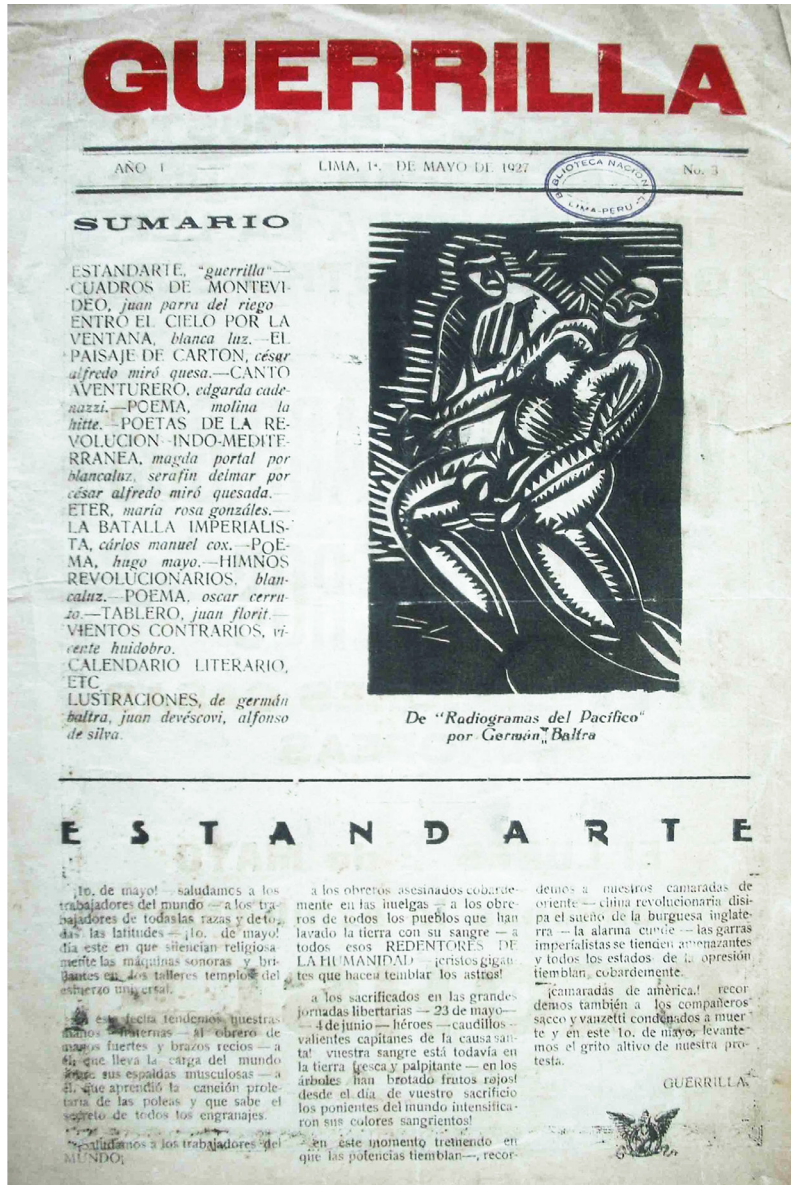 GUERRILLA
AÑO I LIMA, 1º. DE MAYO DE 1927 No. 3
BIBLIOTECA NACIONAL
LIMA-PERU
SUMARIO
ESTANDARTE, "guerrilla"—
CUADROS DE MONTEVI-
DEO, juan parra del riego
ENTRÓ EL CIELO POR LA
VENTANA, blanca luz.—EL
PAISAJE DE CARTON, césar
alfredo miró quesa.—CANTO
AVENTURERO, edgarda cade-
nazzi.—POEMA, molina la
hitte.—POETAS DE LA RE-
VOLUCION INDO-MEDITE-
RRANEA, magda portal por
blancaluz, serafin delmar por
césar alfredo miró quesada.—
ETER, maria rosa gonzáles.—
LA BATALLA IMPERIALIS-
TA, cárlos manuel cox.—POE-
MA, hugo mayo.—HIMNOS
REVOLUCIONARIOS, blan-
caluz.—POEMA, oscar cerru-
to.—TABLERO, juan florit.—
VIENTOS CONTRARIOS, vi-
cente huidobro.
CALENDARIO LITERARIO,
ETC
LUSTRACIONES, de germán
baltra, juan devéscovi, alfonso
de silva.
De "Radiogramas del Pacífico"
por Germán Baltra
ESTANDARTE
¡1o. de mayo! saludamos a los
trabajadores del mundo — a los tra-
bajadores de todas las razas y de to-
das las latitudes — ¡1o. de mayo!
día este en que silencian religiosa-
mente las máquinas sonoras y bri-
llantes en los talleres templos del
esfuerzo universal.
este fecha tendemos nuestras
manos fraternas — al obrero de
manos fuertes y brazos recios — a
él, que lleva la carga del mundo
sobre sus espaldas musculosas — a
él, que aprendió la canción prole-
taria de las poleas y que sabe el
secreto de todos los engranajes.
saludamos a los trabajadores del
MUNDO¡
a los obreros asesinados cobarde-
mente en las huelgas — a los obre-
ros de todos los pueblos que han
lavado la tierra con su sangre — a
todos esos REDENTORES DE
LA HUMANIDAD — ¡cristos gigan-
tes que hacen temblar los astros!
a los sacrificados en las grandes
jornadas libertarias — 23 de mayo—
— 4 de junio — héroes — caudillos —
valientes capitanes de la causa san-
ta! vuestra sangre está todavía en
la tierra fresca y palpitante — en los
árboles han brotado frutos rojos!
desde el día de vuestro sacrificio
los ponientes del mundo intensifica-
ron sus colores sangrientos!
en este momento tremendo en
que las potencias tiemblan—, recor-
demos a nuestros camaradas de
oriente — china revolucionaria disi-
pa el sueño de la burguesa inglate-
rra — la alarma cunde — las garras
imperialistas se tienden amenazantes
y todos los estados de la opresión
tiemblan, cobardemente.
¡camaradas de américa! recor
demos también a los compañeros
sacco y vanzetti condenados a muer
te y en este 1o. de mayo, levante-
mos el grito altivo de nuestra pro-
testa.
GUERRILLA.